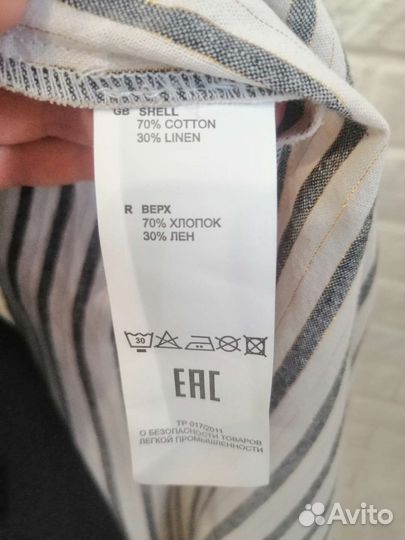 GB SHELL
70% COTTON
30% LINEN
R ВЕРХ
70% ХЛОПОК
30% ЛЕН
30
EAC
ТР 017/2011
О БЕЗОПАСНОСТИ ТОВАРОВ
ЛЕГКОЙ ПРОМЫШЛЕННОСТИ
Avito